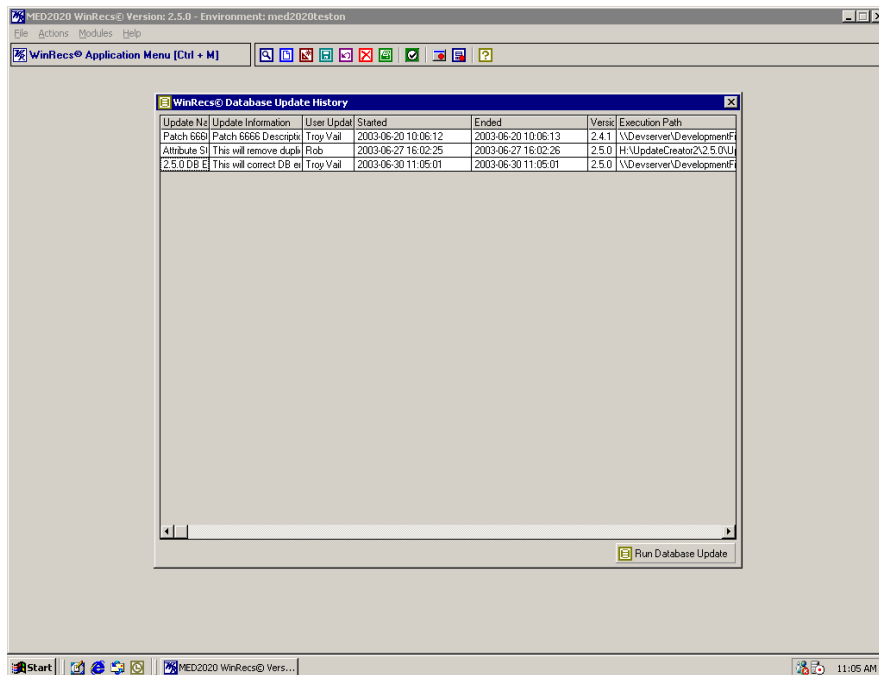 MED2020 WinRecs© Version: 2.5.0 - Environment: med2020teston
File Actions Modules Help
WinRecs© Application Menu [Ctrl + M]
WinRecs© Database Update History
Update Na Update Information User Updat Started Ended Versic Execution Path
Patch 666 Patch 6666 Descripti Troy Vail 2003-06-20 10:06:12 2003-06-20 10:06:13 2.4.1 \\Devserver\DevelopmentFi
Attribute S This will remove dupli Rob 2003-06-27 16:02:25 2003-06-27 16:02:26 2.5.0 H:\UpdateCreator2\2.5.0\U
2.5.0 DB E This will correct DB e Troy Vail 2003-06-30 11:05:01 2003-06-30 11:05:01 2.5.0 \\Devserver\DevelopmentFi
Run Database Update
Start MED2020 WinRecs© Vers... 11:05 AM